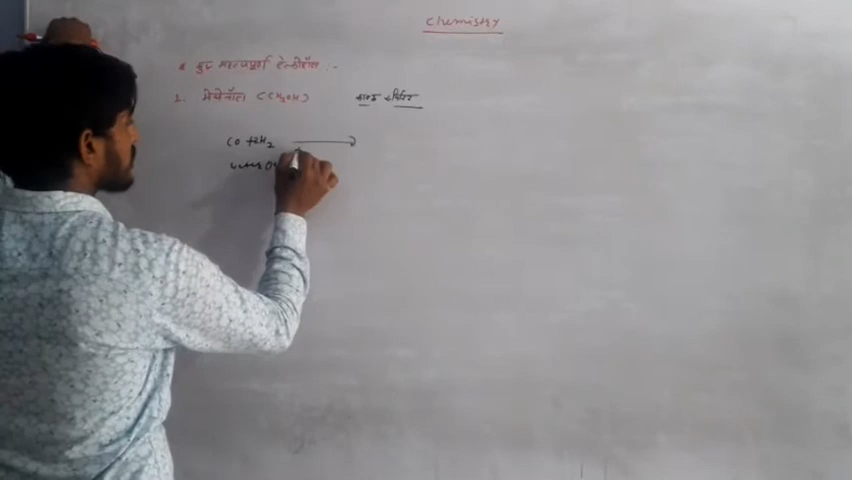 Chemistry
* कुछ महत्वपूर्ण ऐल्कोहॉल :-
1. मेथेनॉल (CH3OH) काष्ठ स्पिरिट
CO + 2H2 →